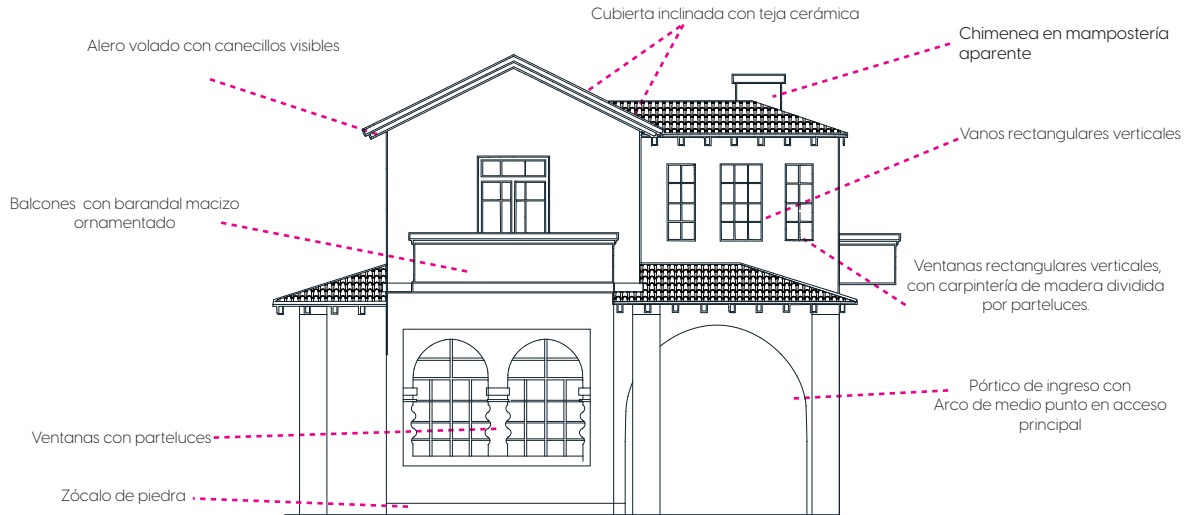 Cubierta inclinada con teja cerámica
Alero volado con canecillos visibles
Chimenea en mampostería
aparente
Vanos rectangulares verticales
Balcones con barandal macizo
ornamentado
Ventanas rectangulares verticales,
con carpintería de madera dividida
por parteluces.
Pórtico de ingreso con
Arco de medio punto en acceso
principal
Ventanas con parteluces
Zócalo de piedra